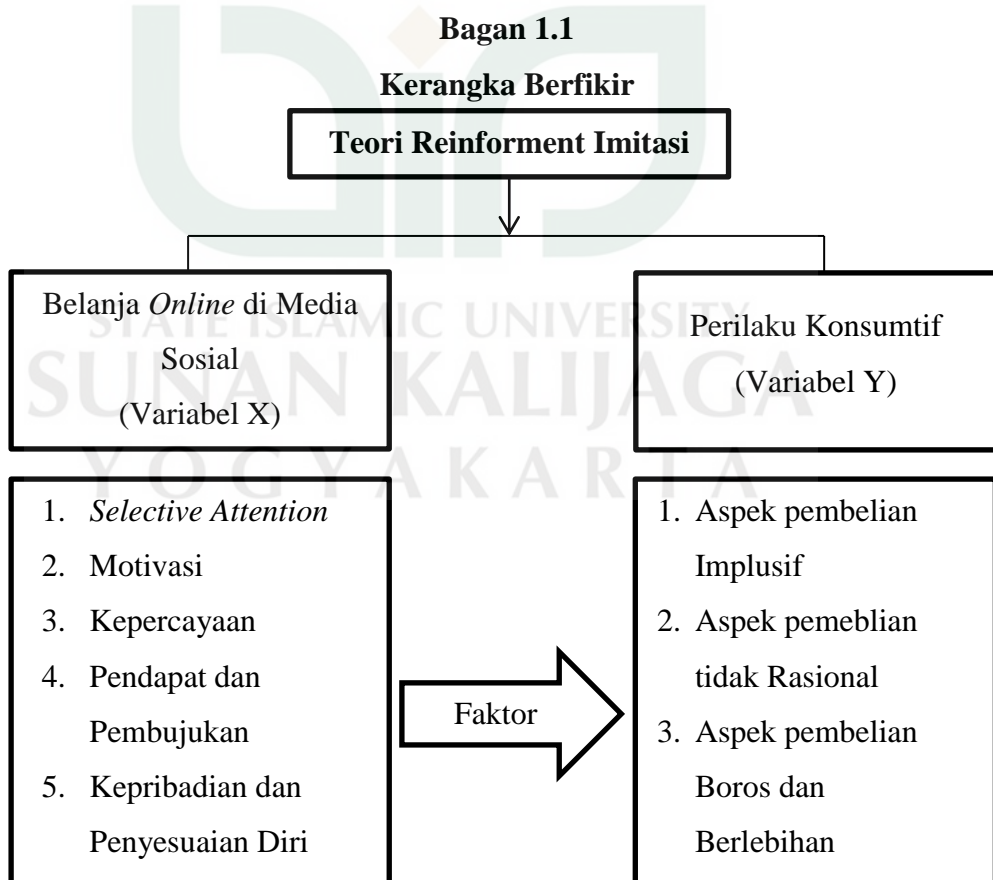 Bagan 1.1
Kerangka Berfikir
Teori Reinforment Imitasi
Belanja Online di Media
Sosial
(Variabel X)
Perilaku Konsumtif
(Variabel Y)
STATE ISLAMIC UNIVERSITY
SUNAN KALIJAGA
YOGYAKARTA
1. Selective Attention
2. Motivasi
3. Kepercayaan
4. Pendapat dan
Pembujukan
5. Kepribadian dan
Penyesuaian Diri
Faktor
1. Aspek pembelian
Implusif
2. Aspek pemeblian
tidak Rasional
3. Aspek pembelian
Boros dan
Berlebihan